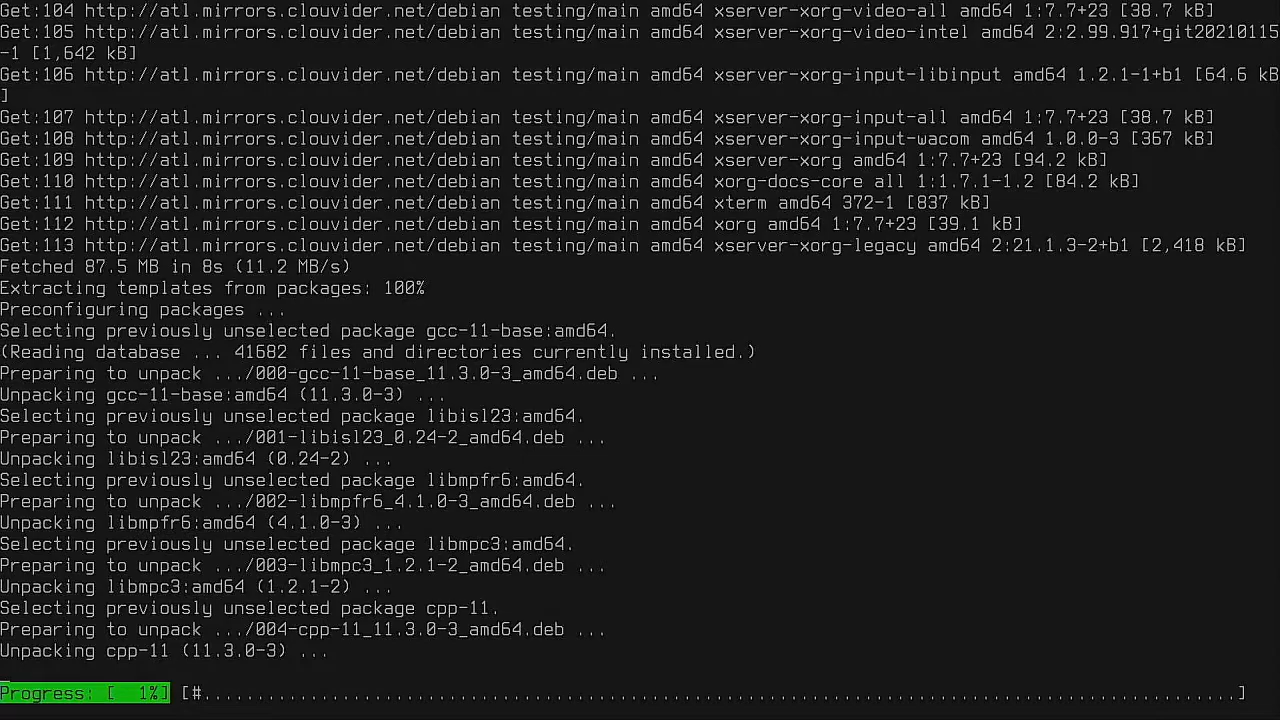 Get:104 http://atl.mirrors.clouvider.net/debian testing/main amd64 xserver-xorg-video-all amd64 1:7.7+23 [38.7 kB]
Get:105 http://atl.mirrors.clouvider.net/debian testing/main amd64 xserver-xorg-video-intel amd64 2:2.99.917+git20210115
-1 [1,642 kB]
Get:106 http://atl.mirrors.clouvider.net/debian testing/main amd64 xserver-xorg-input-libinput amd64 1.2.1-1+b1 [64.6 kB
]
Get:107 http://atl.mirrors.clouvider.net/debian testing/main amd64 xserver-xorg-input-all amd64 1:7.7+23 [38.7 kB]
Get:108 http://atl.mirrors.clouvider.net/debian testing/main amd64 xserver-xorg-input-wacom amd64 1.0.0-3 [367 kB]
Get:109 http://atl.mirrors.clouvider.net/debian testing/main amd64 xserver-xorg amd64 1:7.7+23 [94.2 kB]
Get:110 http://atl.mirrors.clouvider.net/debian testing/main amd64 xorg-docs-core all 1:1.7.1-1.2 [84.2 kB]
Get:111 http://atl.mirrors.clouvider.net/debian testing/main amd64 xterm amd64 372-1 [837 kB]
Get:112 http://atl.mirrors.clouvider.net/debian testing/main amd64 xorg amd64 1:7.7+23 [39.1 kB]
Get:113 http://atl.mirrors.clouvider.net/debian testing/main amd64 xserver-xorg-legacy amd64 2:21.1.3-2+b1 [2,418 kB]
Fetched 87.5 MB in 8s (11.2 MB/s)
Extracting templates from packages: 100%
Preconfiguring packages ...
Selecting previously unselected package gcc-11-base:amd64.
(Reading database ... 41682 files and directories currently installed.)
Preparing to unpack .../000-gcc-11-base_11.3.0-3_amd64.deb ...
Unpacking gcc-11-base:amd64 (11.3.0-3) ...
Selecting previously unselected package libisl23:amd64.
Preparing to unpack .../001-libisl23_0.24-2_amd64.deb ...
Unpacking libisl23:amd64 (0.24-2) ...
Selecting previously unselected package libmpfr6:amd64.
Preparing to unpack .../002-libmpfr6_4.1.0-3_amd64.deb ...
Unpacking libmpfr6:amd64 (4.1.0-3) ...
Selecting previously unselected package libmpc3:amd64.
Preparing to unpack .../003-libmpc3_1.2.1-2_amd64.deb ...
Unpacking libmpc3:amd64 (1.2.1-2) ...
Selecting previously unselected package cpp-11.
Preparing to unpack .../004-cpp-11_11.3.0-3_amd64.deb ...
Unpacking cpp-11 (11.3.0-3) ...
Progress: [  1%] [#.................................................................................................]